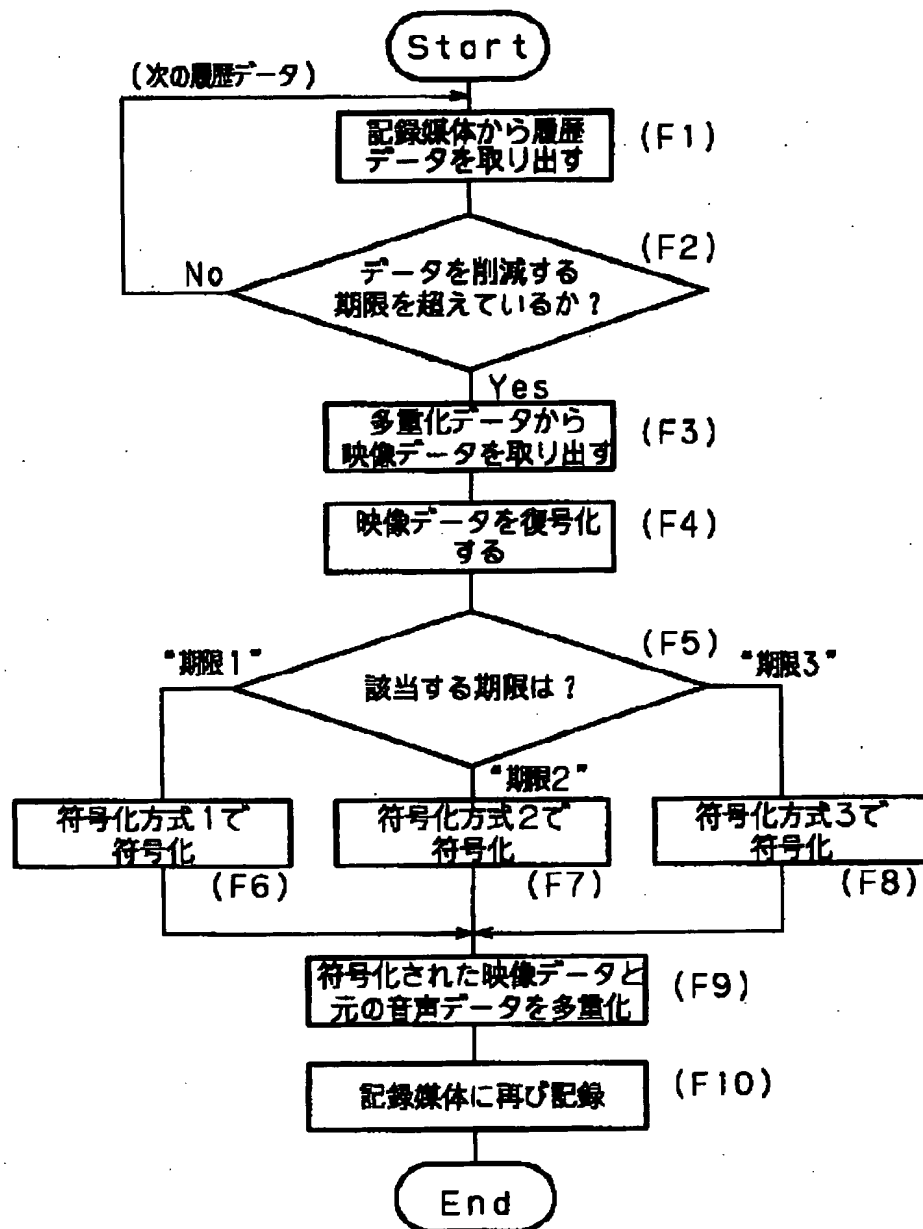 Start
(次の履歴データ)
記録媒体から履歴
データを取り出す
(F1)
データを削減する
期限を超えているか?
(F2)
No
Yes
多重化データから
映像データを取り出す
(F3)
映像データを復号化
する
(F4)
該当する期限は?
(F5)
“期限1”
“期限2”
“期限3”
符号化方式1で
符号化
(F6)
符号化方式2で
符号化
(F7)
符号化方式3で
符号化
(F8)
符号化された映像データと
元の音声データを多重化
(F9)
記録媒体に再び記録
(F10)
End